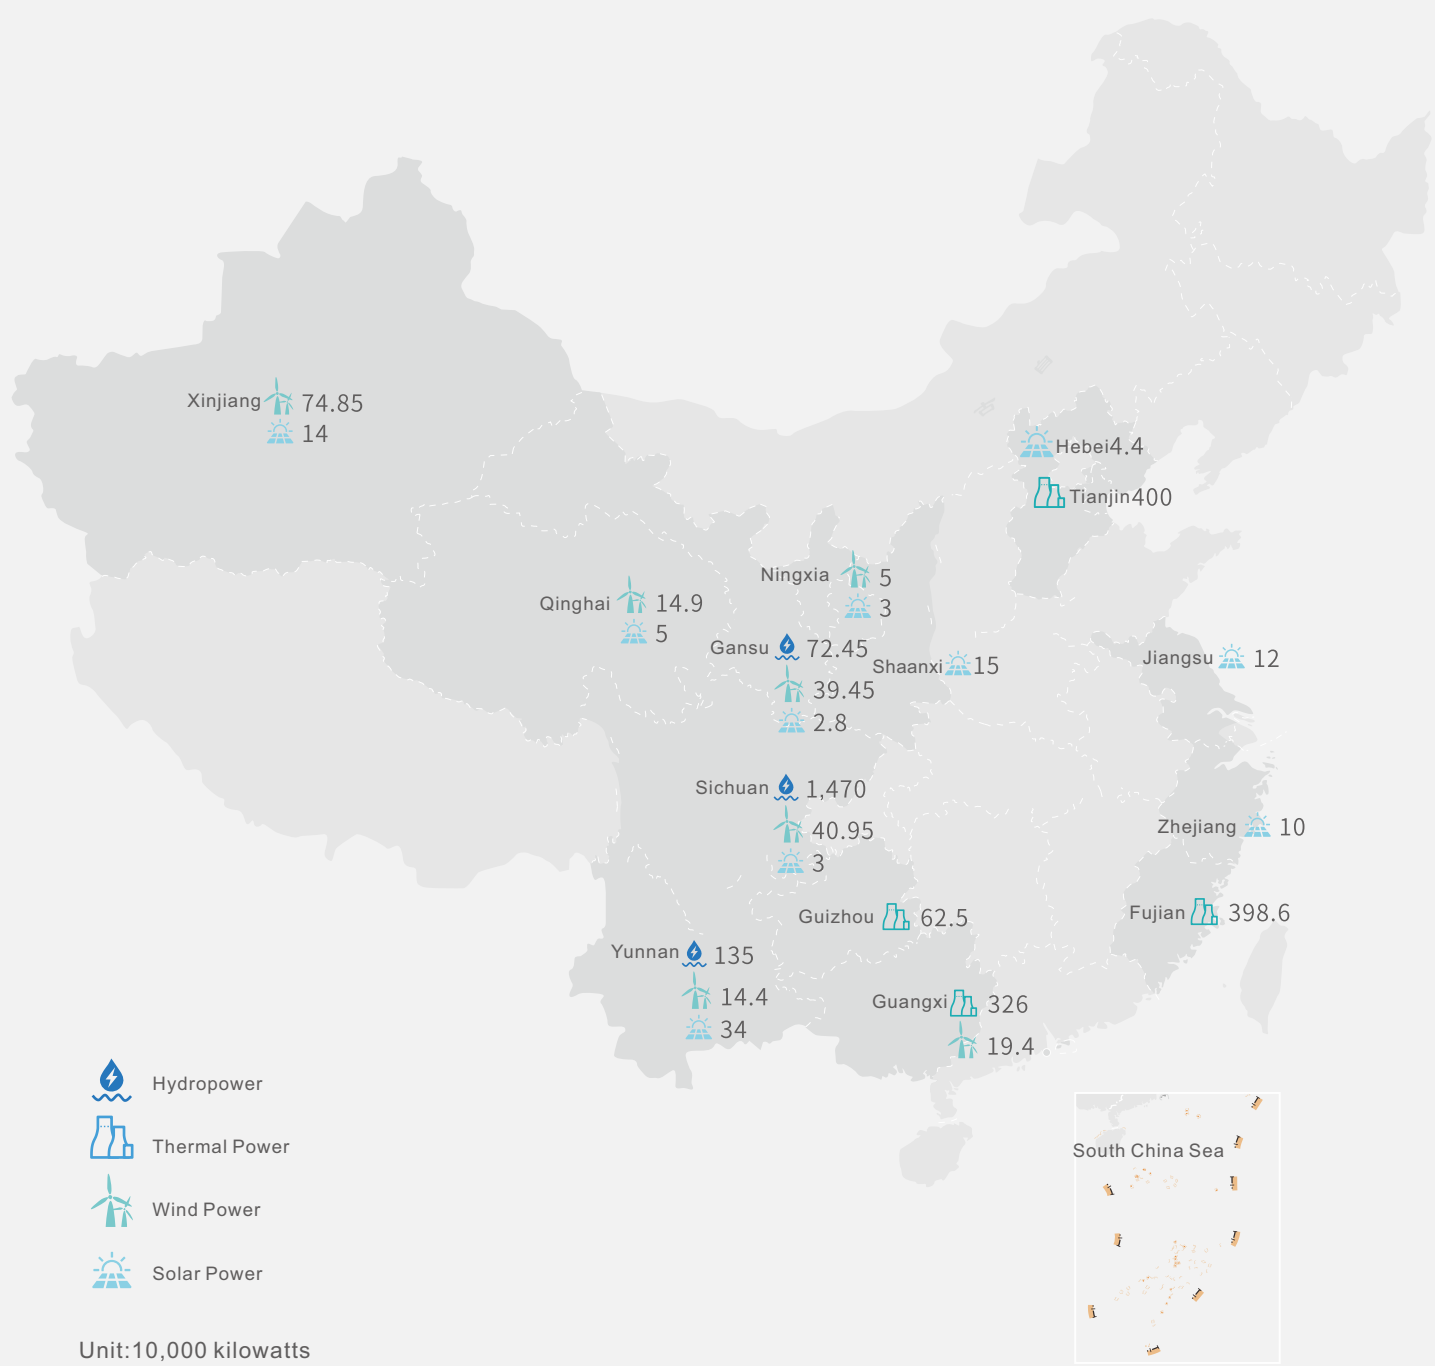 Xinjiang 74.85
14
Hebei4.4
Tianjin400
Ningxia 5
3
Qinghai 14.9
5
Gansu 72.45
39.45
2.8
Shaanxi 15
Jiangsu 12
Sichuan 1,470
40.95
3
Zhejiang 10
Guizhou 62.5
Fujian 398.6
Yunnan 135
14.4
34
Guangxi 326
19.4
Hydropower
Thermal Power
Wind Power
Solar Power
Unit:10,000 kilowatts
South China Sea